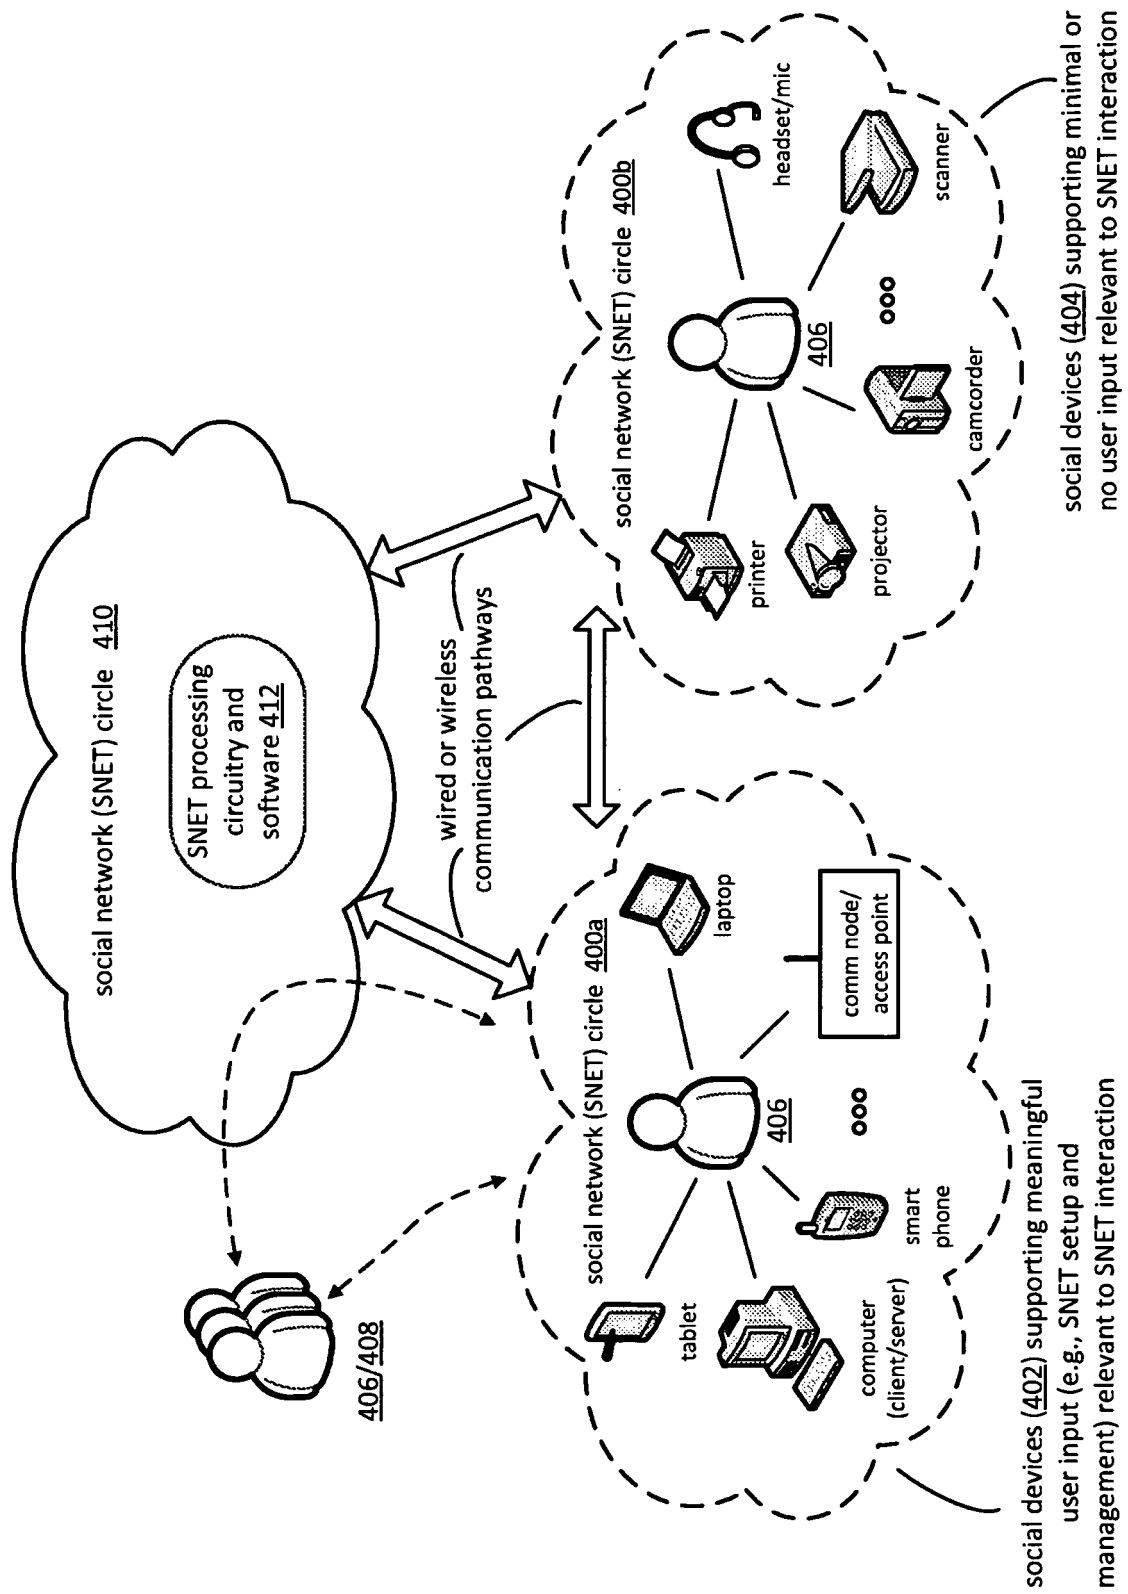 social network (SNET) circle 410
SNET processing
circuitry and
software 412
406/408
wired or wireless
communication pathways
social network (SNET) circle 400a
tablet
computer
(client/server)
smart
phone
406
laptop
comm node/
access point
social network (SNET) circle 400b
printer
projector
camcorder
406
headset/mic
scanner
social devices (402) supporting meaningful
user input (e.g., SNET setup and
management) relevant to SNET interaction
social devices (404) supporting minimal or
no user input relevant to SNET interaction